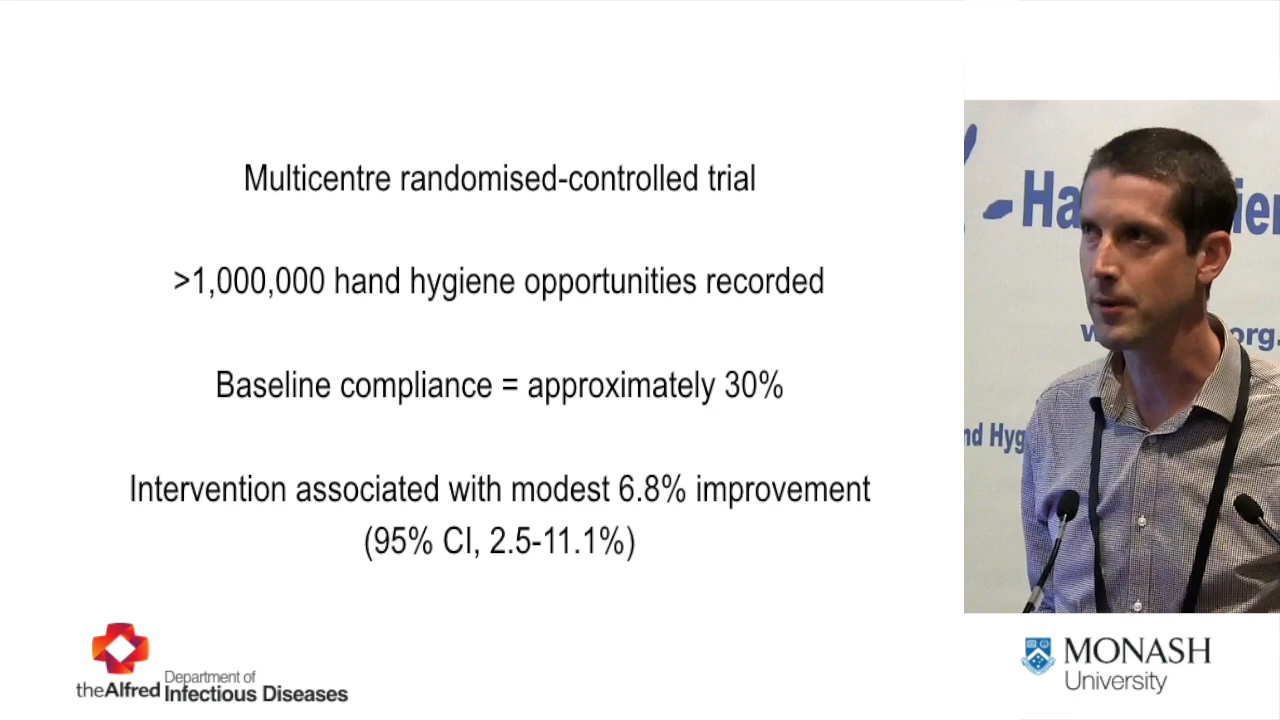 Multicentre randomised-controlled trial
>1,000,000 hand hygiene opportunities recorded
Baseline compliance = approximately 30%
Intervention associated with modest 6.8% improvement
(95% CI, 2.5-11.1%)
theAlfred
Department of
Infectious Diseases
MONASH
University